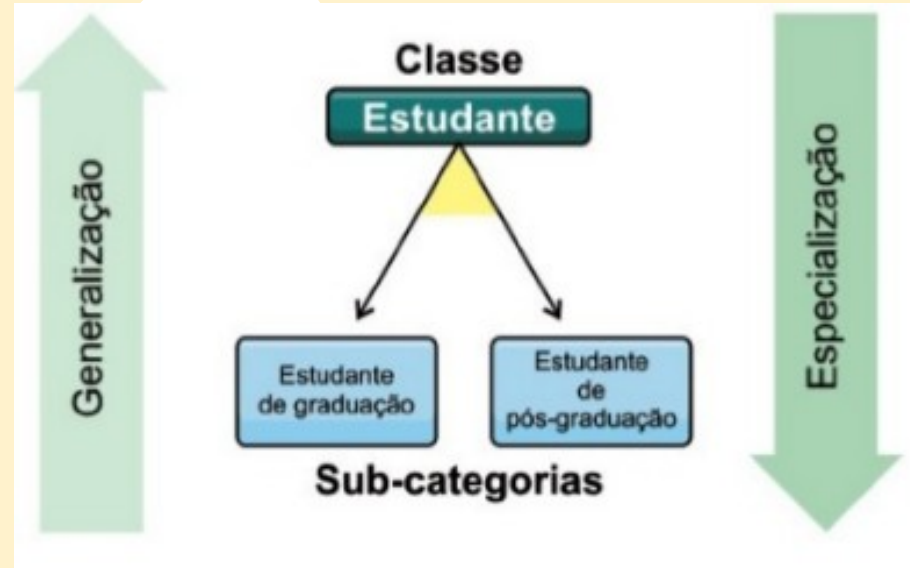 Classe
Estudante
Generalização
Especialização
Estudante
de graduação
Estudante
de
pós-graduação
Sub-categorias